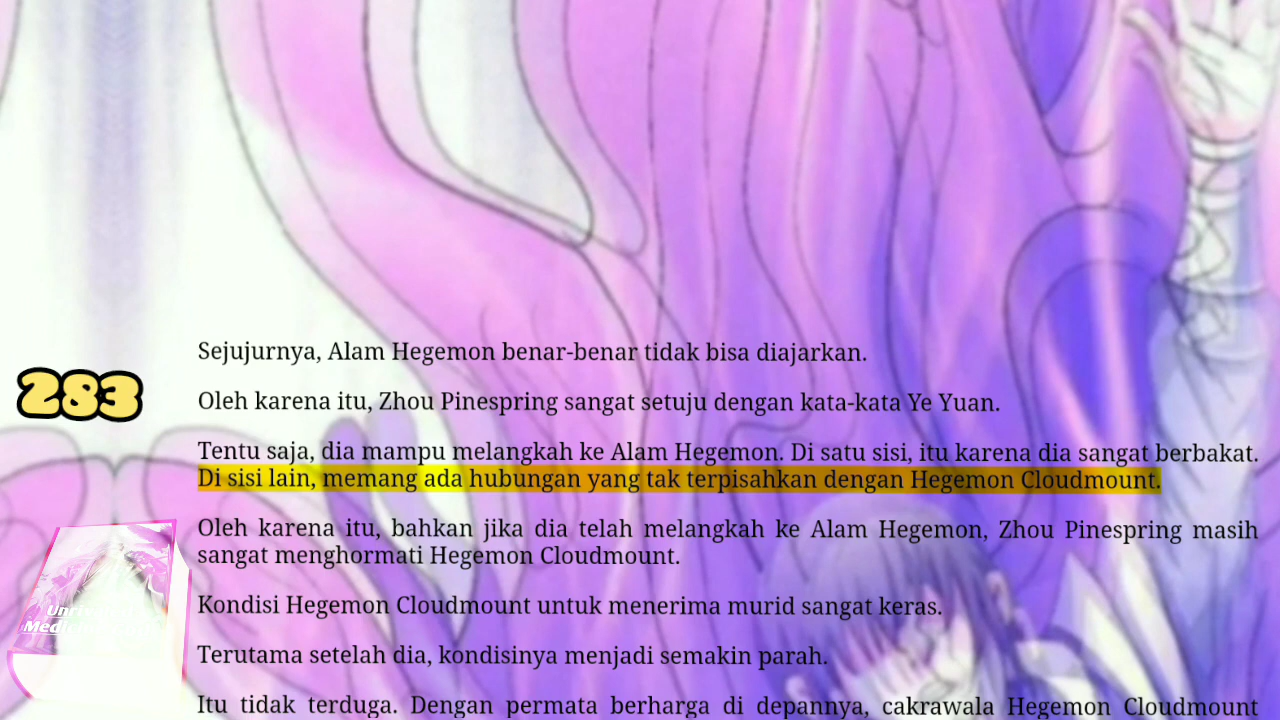 Sejujurnya, Alam Hegemon benar-benar tidak bisa diajarkan.
283
Oleh karena itu, Zhou Pinespring sangat setuju dengan kata-kata Ye Yuan.
Tentu saja, dia mampu melangkah ke Alam Hegemon. Di satu sisi, itu karena dia sangat berbakat.
Di sisi lain, memang ada hubungan yang tak terpisahkan dengan Hegemon Cloudmount.
Oleh karena itu, bahkan jika dia telah melangkah ke Alam Hegemon, Zhou Pinespring masih
sangat menghormati Hegemon Cloudmount.
Kondisi Hegemon Cloudmount untuk menerima murid sangat keras.
Terutama setelah dia, kondisinya menjadi semakin parah.
Itu tidak terduga. Dengan permata berharga di depannya, cakrawala Hegemon Cloudmount